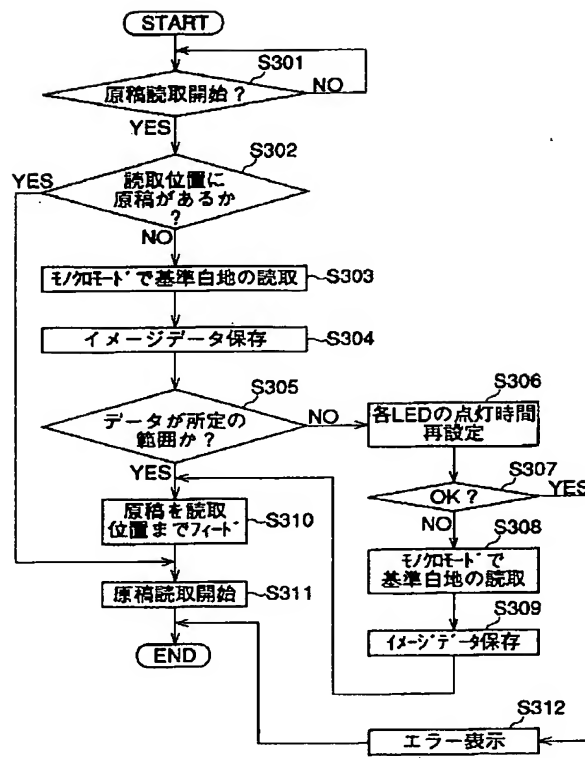 START
S301
原稿読取開始?
NO
YES
S302
YES
読取位置に
原稿があるか
?
NO
モノクロモードで基準白地の読取
S303
イメージデータ保存
S304
S305
データが所定の
範囲か?
NO
YES
S306
各LEDの点灯時間
再設定
S307
OK?
YES
NO
S308
モノクロモードで
基準白地の読取
S309
イメージデータ保存
原稿を読取
位置までフィード
S310
原稿読取開始
S311
END
S312
エラー表示